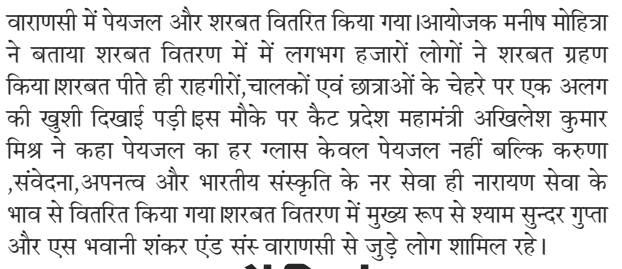 वाराणसी में पेयजल और शरबत वितरित किया गया।आयोजक मनीष मोहित्रा
ने बताया शरबत वितरण में में लगभग हजारों लोगों ने शरबत ग्रहण
किया।शरबत पीते ही राहगीरों,चालकों एवं छात्राओं के चेहरे पर एक अलग
की खुशी दिखाई पड़ी।इस मौके पर कैट प्रदेश महामंत्री अखिलेश कुमार
मिश्र ने कहा पेयजल का हर ग्लास केवल पेयजल नहीं बल्कि करुणा
,संवेदना,अपनत्व और भारतीय संस्कृति के नर सेवा ही नारायण सेवा के
भाव से वितरित किया गया।शरबत वितरण में मुख्य रूप से श्याम सुन्दर गुप्ता
और एस भवानी शंकर एंड संस वाराणसी से जुड़े लोग शामिल रहे।